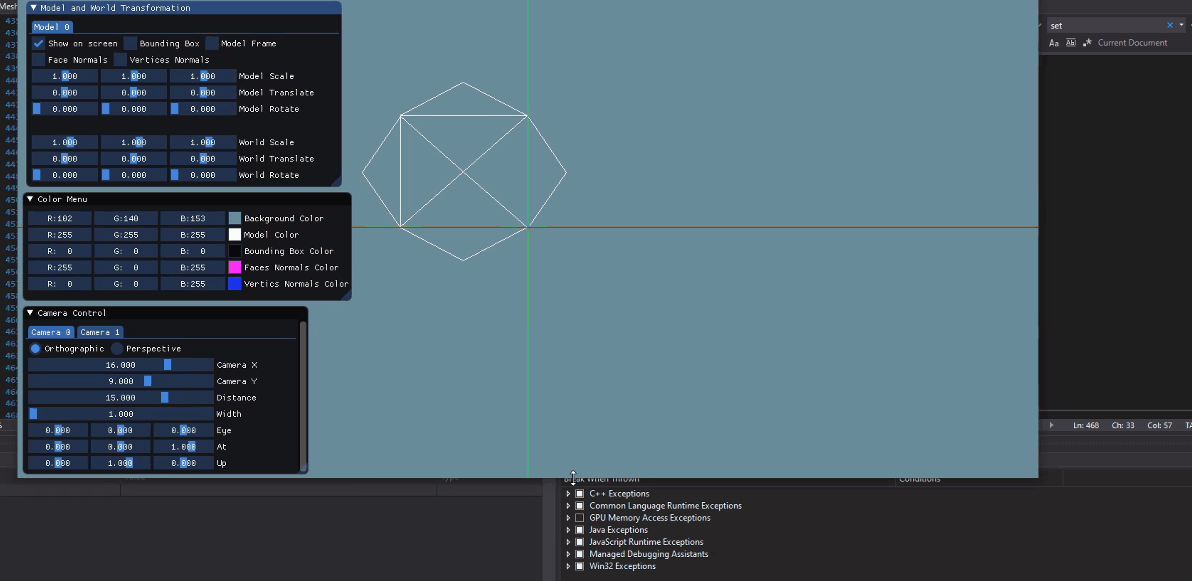 Mesh
Model and World Transformation
Model 0
Show on screen Bounding Box Model Frame
Face Normals Vertices Normals
1.000 1.000 1.000 Model Scale
0.000 0.000 0.000 Model Translate
0.000 0.000 0.000 Model Rotate
1.000 1.000 1.000 World Scale
0.000 0.000 0.000 World Translate
0.000 0.000 0.000 World Rotate
Color Menu
R:102 G:140 B:153 Background Color
R:255 G:255 B:255 Model Color
R: 0 G: 0 B: 0 Bounding Box Color
R:255 G: 0 B:255 Faces Normals Color
R: 0 G: 0 B:255 Vertics Normals Color
Camera Control
Camera 0 Camera 1
Orthographic Perspective
16.000 Camera X
9.000 Camera Y
15.000 Distance
1.000 Width
0.000 0.000 0.000 Eye
0.000 0.000 1.000 At
0.000 1.000 0.000 Up
set
Aa Ab Current Document
Ln: 468 Ch: 33 Col: 57 TA
Break When Thrown Conditions
C++ Exceptions
Common Language Runtime Exceptions
GPU Memory Access Exceptions
Java Exceptions
JavaScript Runtime Exceptions
Managed Debugging Assistants
Win32 Exceptions